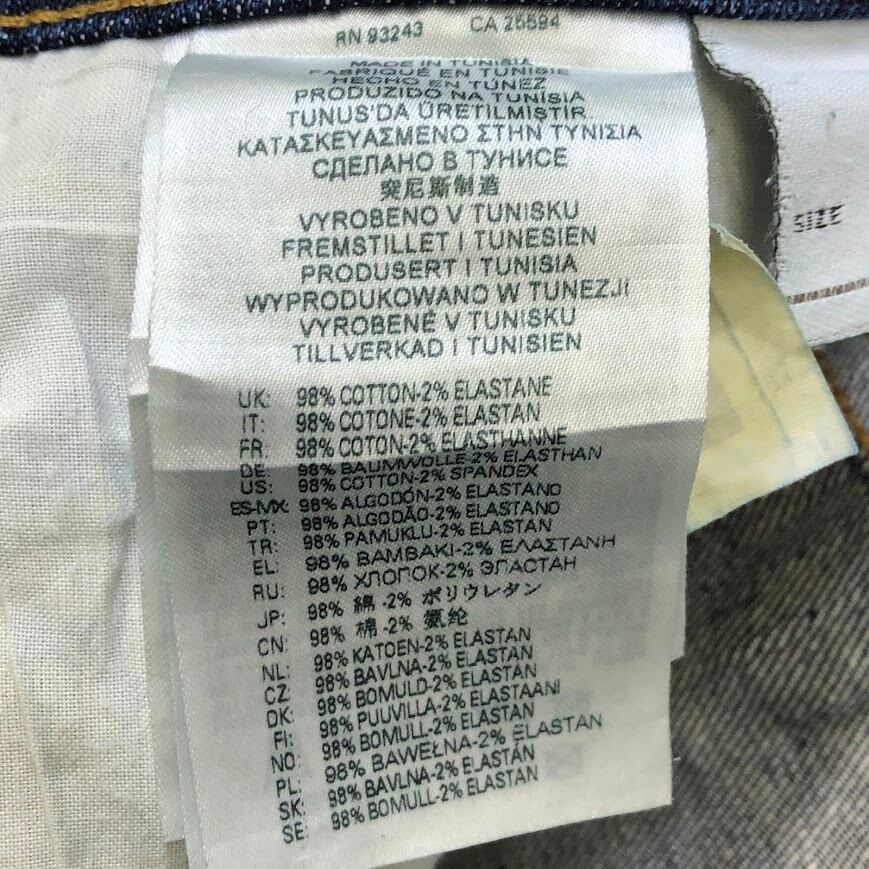 RN 93243 CA 25594
MADE IN TUNISIA
FABRIQUÉ EN TUNISIE
HECHO EN TÚNEZ
PRODUZIDO NA TUNÍSIA
TUNUS'DA ÜRETILMISTIR
ΚΑΤΑΣΚΕΥΑΣΜΕΝΟ ΣΤΗΝ ΤΥΝΙΣΙΑ
СДЕЛАНО В ТУНИСЕ
突尼斯制造
VYROBENO V TUNISKU
FREMSTILLET I TUNESIEN
PRODUSERT I TUNISIA
WYPRODUKOWANO W TUNEZJI
VYROBENÉ V TUNISKU
TILLVERKAD I TUNISIEN
SIZE
UK: 98% COTTON-2% ELASTANE
IT: 98% COTONE-2% ELASTAN
FR: 98% COTON-2% ELASTHANNE
DE: 98% BAUMWOLLE-2% ELASTHAN
US: 98% COTTON-2% SPANDEX
ES-MX: 98% ALGODÓN-2% ELASTANO
PT: 98% ALGODÃO-2% ELASTANO
TR: 98% PAMUKLU-2% ELASTAN
EL: 98% ΒΑΜΒΑΚΙ-2% ΕΛΑΣΤΑΝΗ
RU: 98% ХЛОПОК-2% ЭЛАСТАН
JP: 98% 綿 -2% ポリウレタン
CN: 98% 棉 -2% 氨纶
NL: 98% KATOEN-2% ELASTAN
CZ: 98% BAVLNA-2% ELASTAN
DK: 98% BOMULD-2% ELASTAN
FI: 98% PUUVILLA-2% ELASTAANI
NO: 98% BOMULL-2% ELASTAN
PL: 98% BAWEŁNA-2% ELASTAN
SK: 98% BAVLNA-2% ELASTÁN
SE: 98% BOMULL-2% ELASTAN